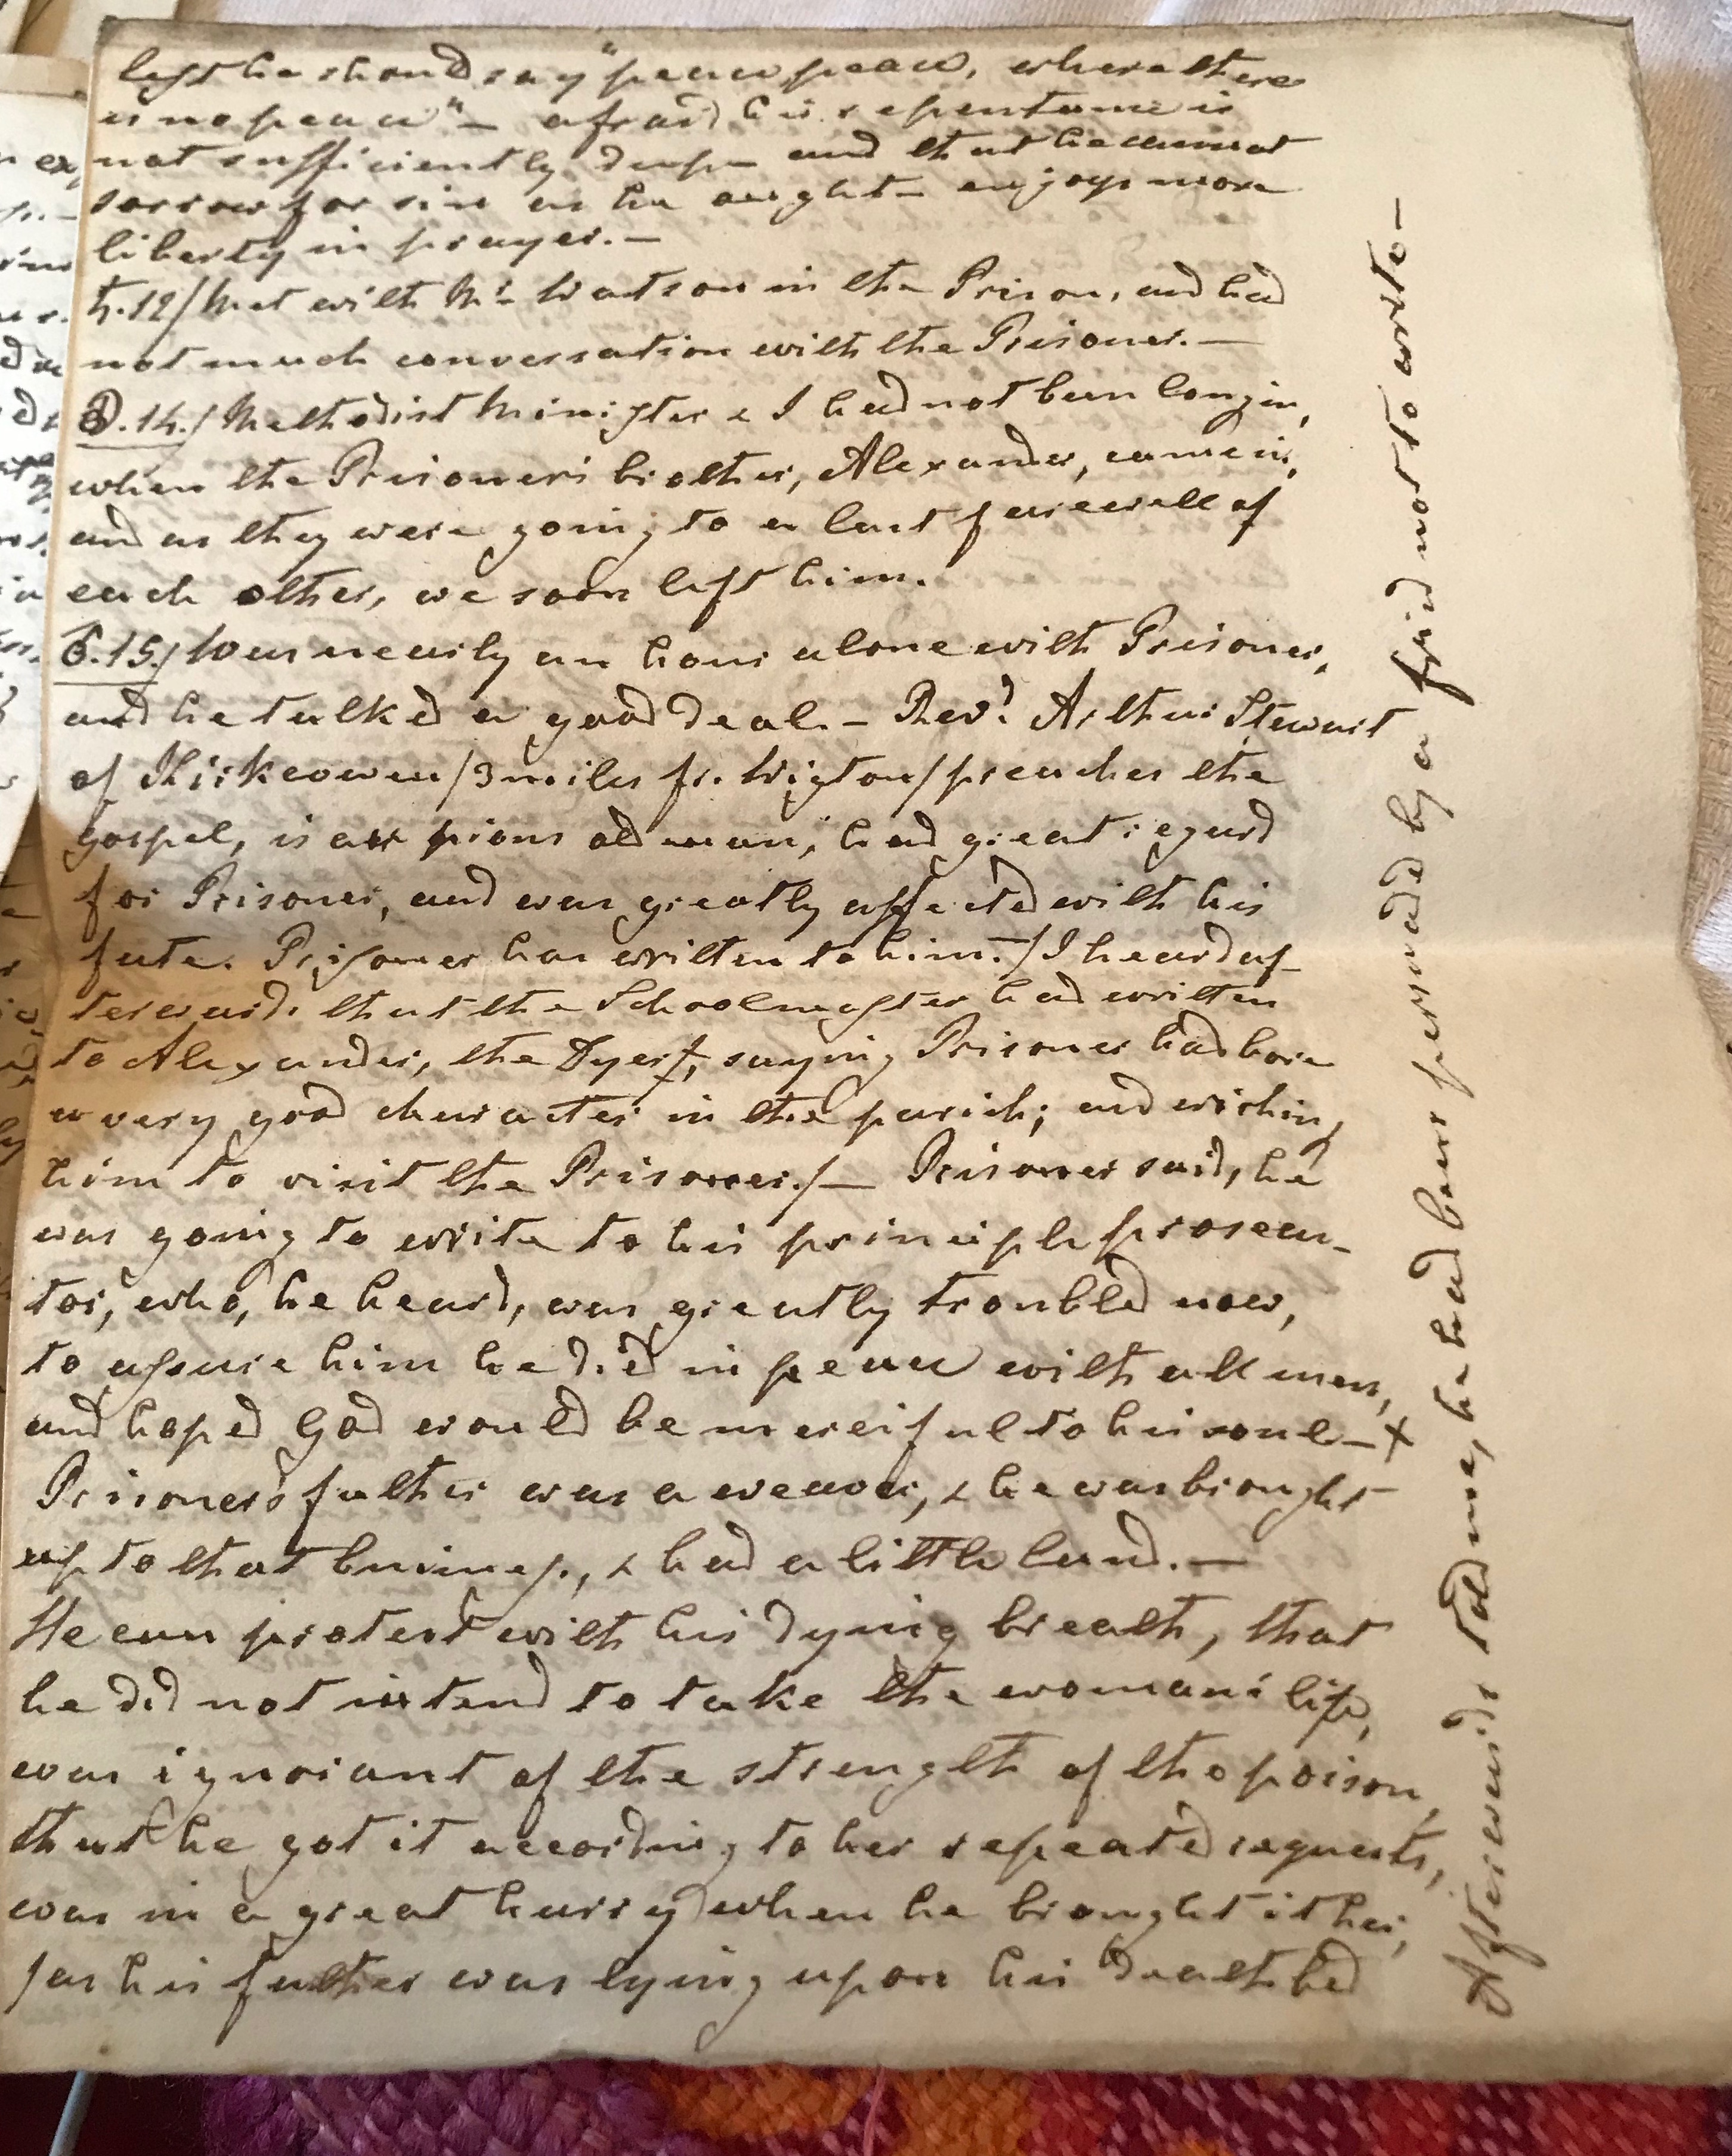 lest he should say "peace, peace, where there
is no peace" – afraid his repentance is
not sufficiently deep – and that he cannot
sorrow for sin as he ought – enjoys more
liberty in prayer. –
12/ Met with Mr. Watson in the Prison, and had
not much conversation with the Prisoner. –
14./ Methodist Minister & I had not been long in,
when the Prisoner's brother, Alexander, came in,
and as they were going to a last farewell of
each other, we soon left him.
15/ Was nearly an hour alone with Prisoner,
and he talked a good deal. – Revd. Arthur Stewart
of Kirkcowen /3 miles fr. Wigton/ preaches the
gospel, is a pious old man, had great regard
for Prisoner, and was greatly affected with his
fate. Prisoner has written to him. – /I heard af-
terwards that the Schoolmaster had written
to Alexander, the Dyer, saying Prisoner had bore
a very good character in the parish; and wishing
him to visit the Prisoner./ – Prisoner said, he
was going to write to his principle prosecu-
tor, who, he heard, was greatly troubled now,
to assure him he died in peace with all men,
and hoped God would be merciful to his soul – +
Prisoner's father was a weaver, & he was brought
up to that business, & had a little land. –
He can protest with his dying breath, that
he did not intend to take the woman's life,
was ignorant of the strength of the poison,
that he got it according to her repeated requests,
was in a great hurry when he brought it her,
/as his father was lying upon his deathbed
Afterwards told me, he had been persuaded by a frind not to write –